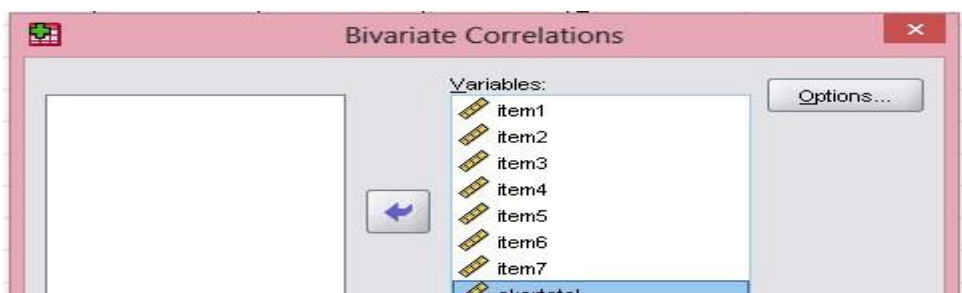 Bivariate Correlations
Variables:
Options...
item1
item2
item3
item4
item5
item6
item7